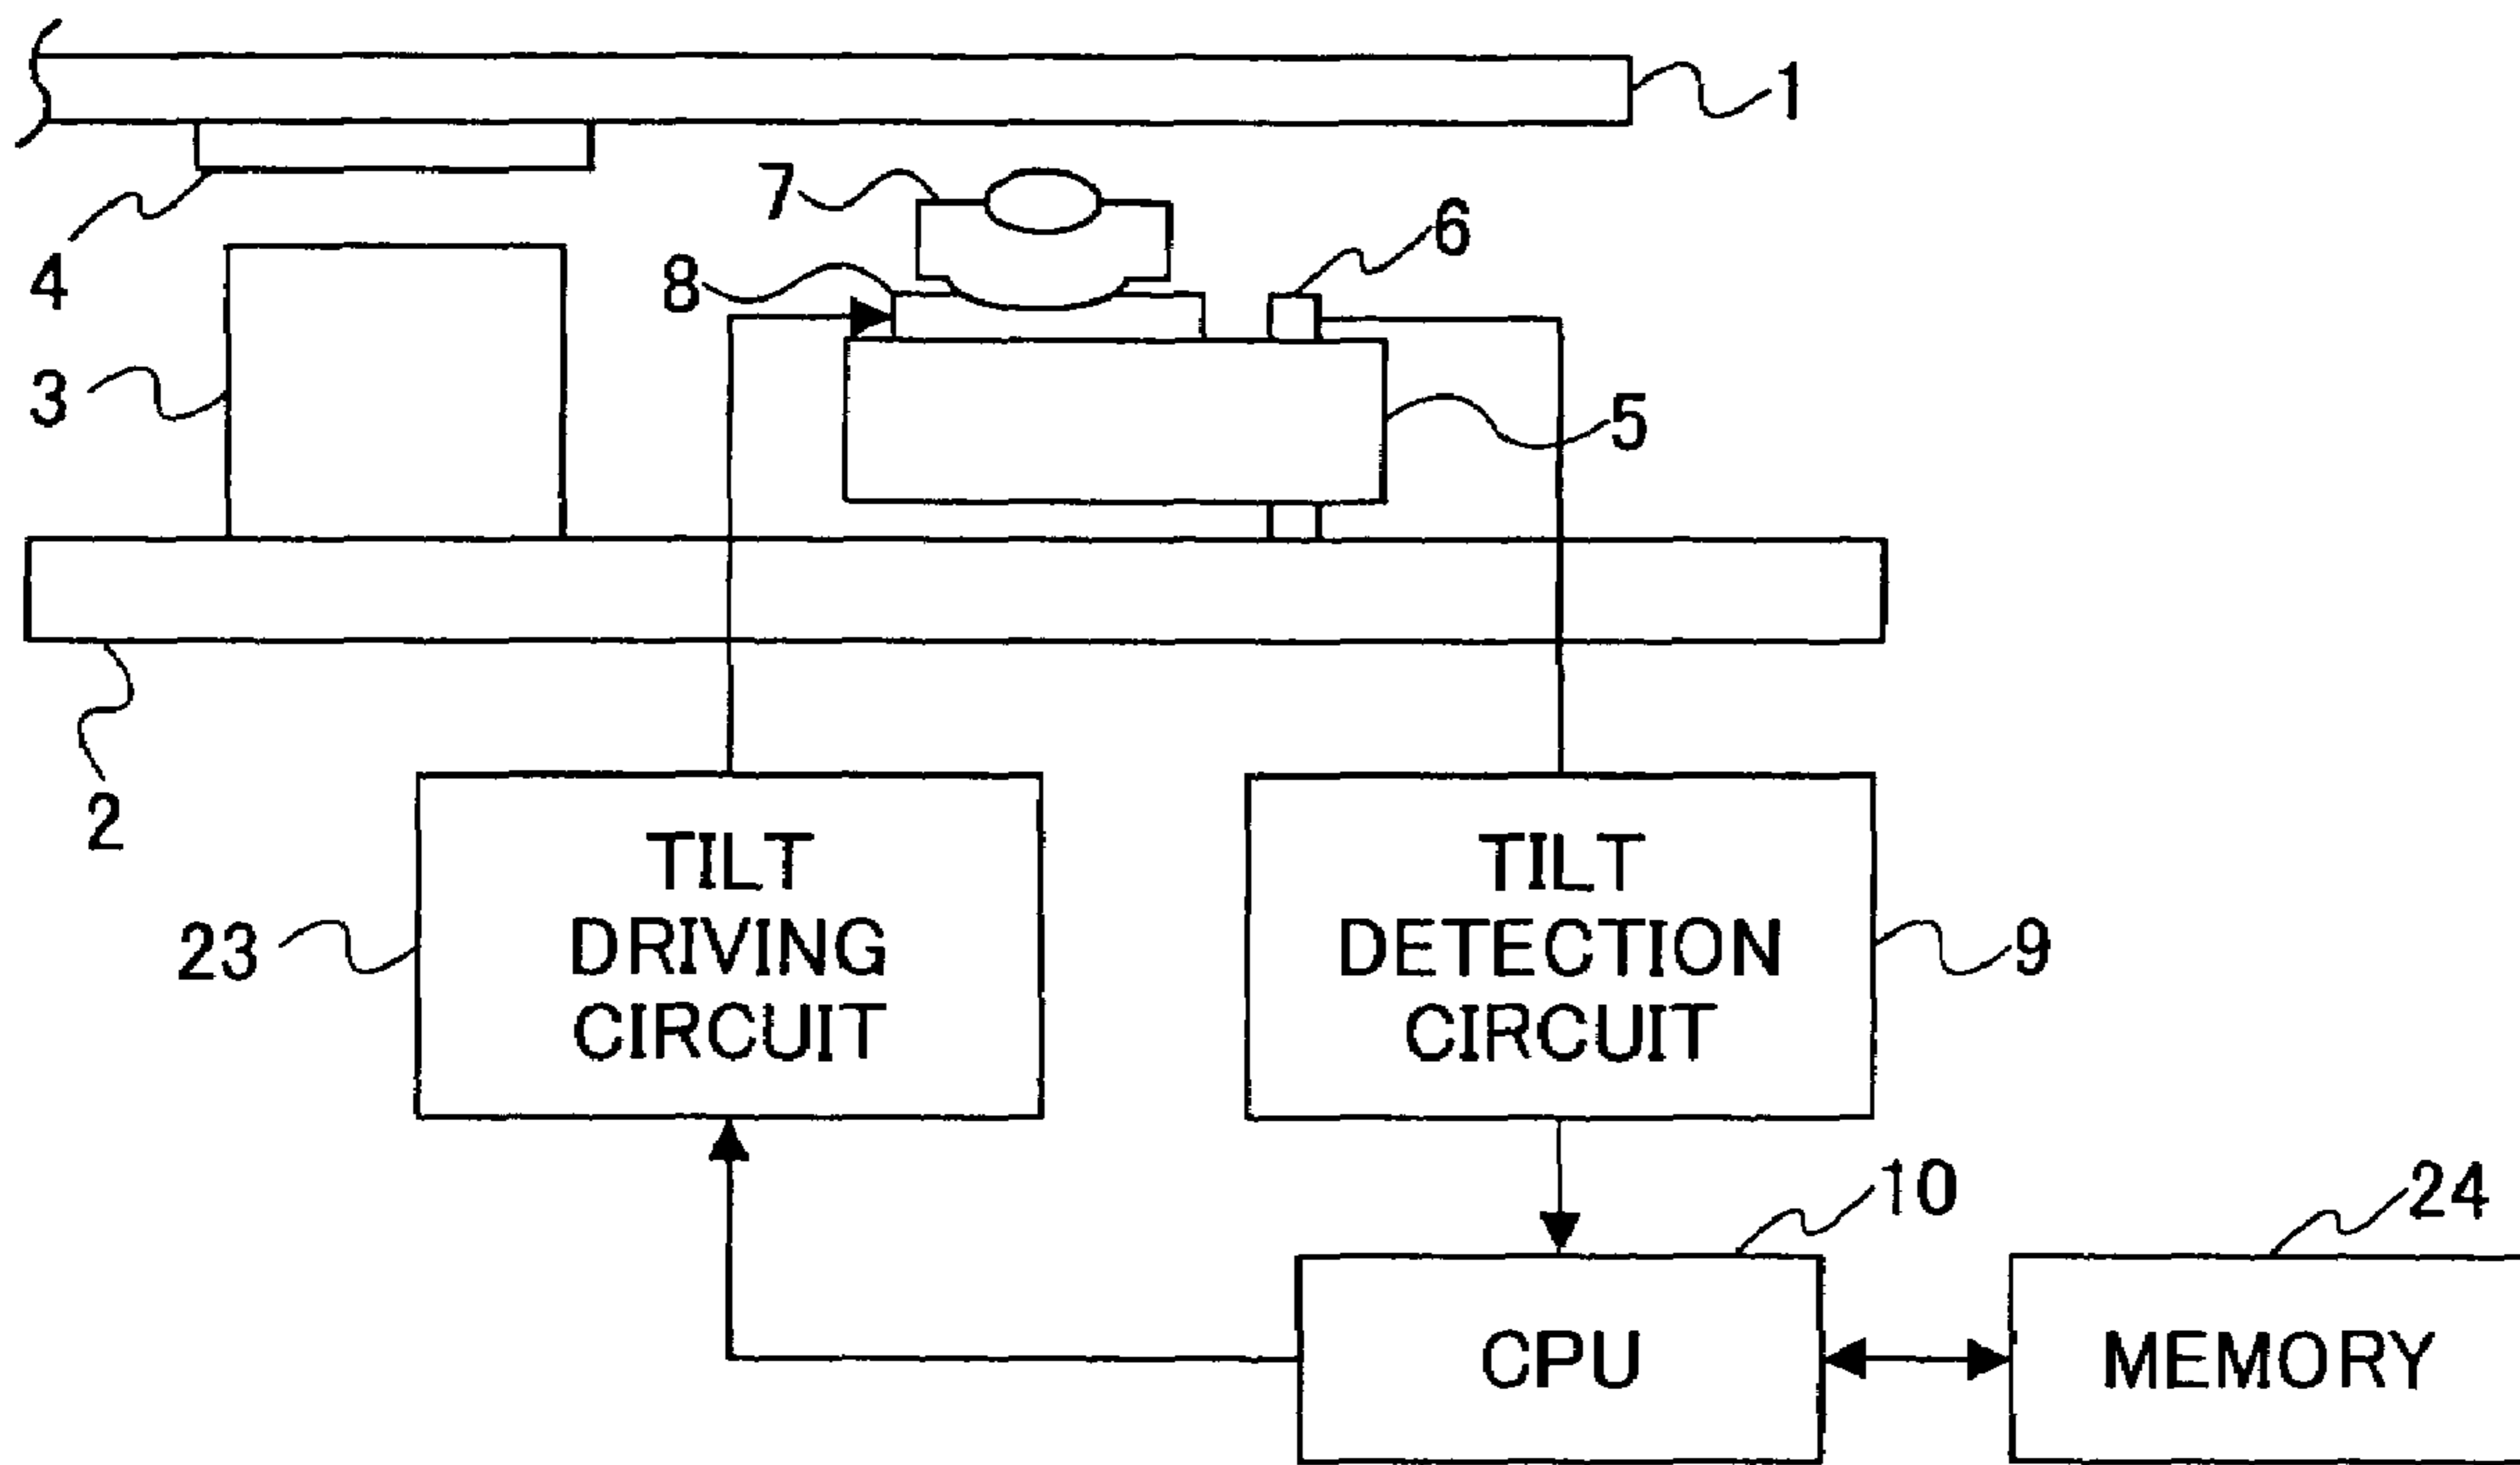 1
7
6
4
8
3
5
2
TILT
DRIVING
CIRCUIT
23
TILT
DETECTION
CIRCUIT
9
10
24
CPU
MEMORY